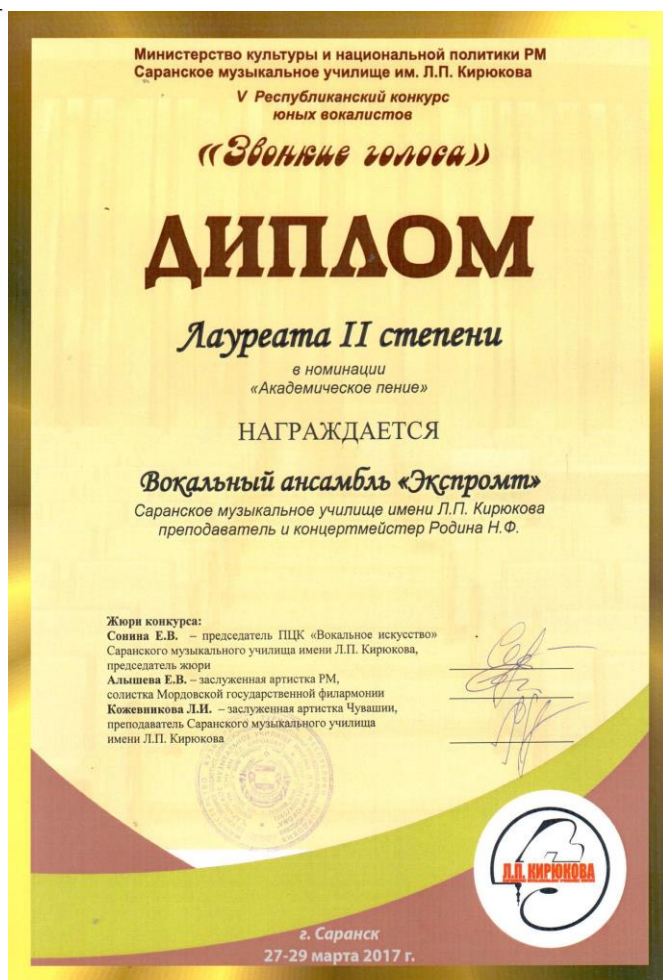 Министерство культуры и национальной политики РМ
Саранское музыкальное училище им. Л.П. Кирюкова
V Республиканский конкурс
юных вокалистов
«Звонкие голоса»
ДИПЛОМ
Лауреата II степени
в номинации
«Академическое пение»
НАГРАЖДАЕТСЯ
Вокальный ансамбль «Экспромт»
Саранское музыкальное училище имени Л.П. Кирюкова
преподаватель и концертмейстер Родина Н.Ф.
Жюри конкурса:
Сонина Е.В. – председатель ПЦК «Вокальное искусство»
Саранского музыкального училища имени Л.П. Кирюкова,
председатель жюри
Алышева Е.В. – заслуженная артистка РМ,
солистка Мордовской государственной филармонии
Кожевникова Л.И. – заслуженная артистка Чувашии,
преподаватель Саранского музыкального училища
имени Л.П. Кирюкова
Л.П. КИРЮКОВА
г. Саранск
27-29 марта 2017 г.